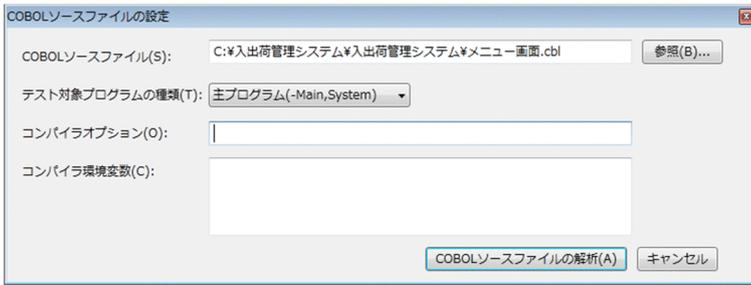 COBOLソースファイルの設定
COBOLソースファイル(S): C:¥入出荷管理システム¥入出荷管理システム¥メニュー画面.cbl 参照(B)...
テスト対象プログラムの種類(T): 主プログラム(-Main,System)
コンパイラオプション(O):
コンパイラ環境変数(C):
COBOLソースファイルの解析(A) キャンセル